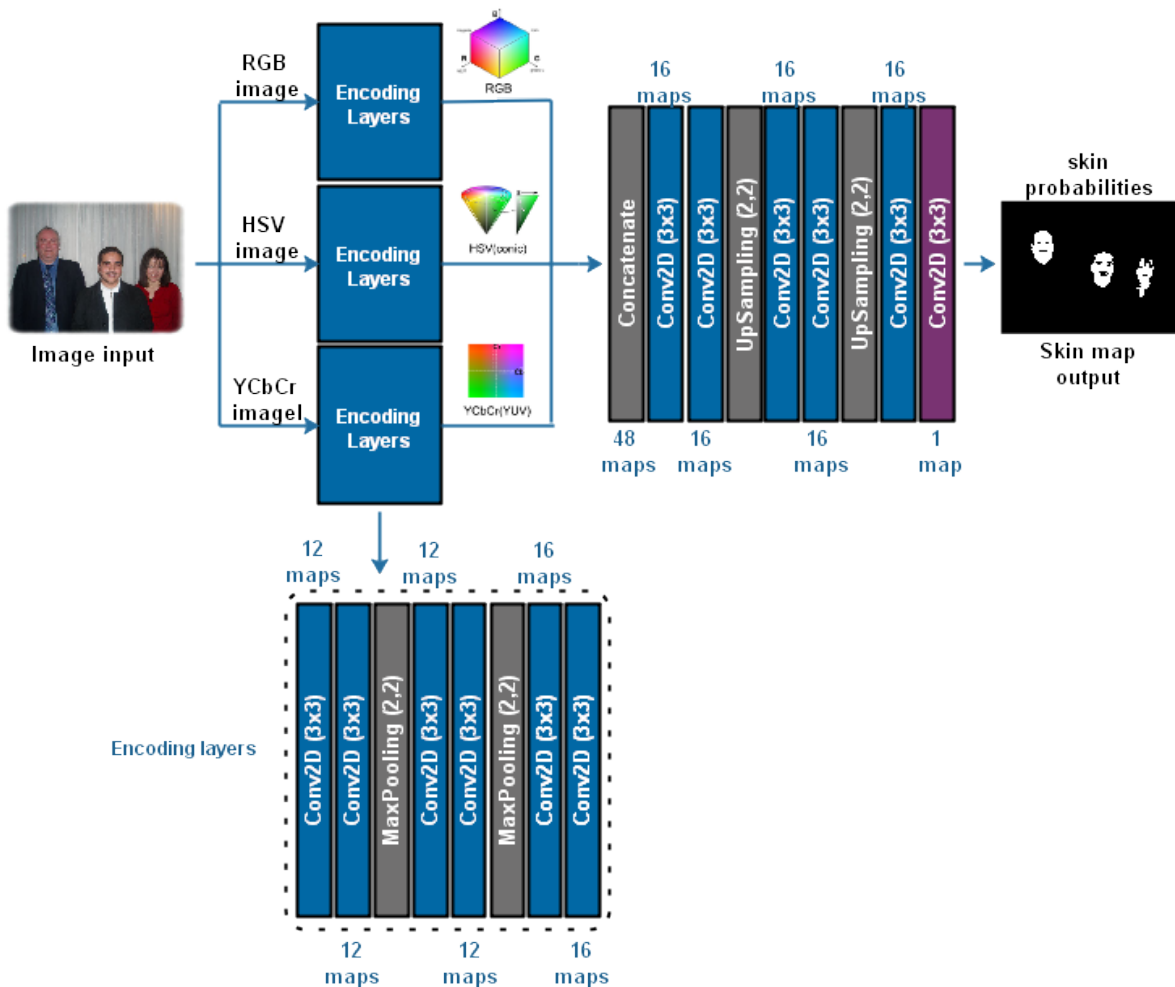 RGB
image
HSV
image
YCbCr
imagel
Image input
Encoding
Layers
Encoding
Layers
Encoding
Layers
RGB
HSV(conic)
YCbCr(YUV)
16
maps
16
maps
16
maps
Concatenate
Conv2D (3x3)
Conv2D (3x3)
UpSampling (2,2)
Conv2D (3x3)
Conv2D (3x3)
UpSampling (2,2)
Conv2D (3x3)
Conv2D (3x3)
48
maps
16
maps
16
maps
1
map
skin
probabilities
Skin map
output
12
maps
12
maps
16
maps
Encoding layers
Conv2D (3x3)
Conv2D (3x3)
MaxPooling (2,2)
Conv2D (3x3)
Conv2D (3x3)
MaxPooling (2,2)
Conv2D (3x3)
Conv2D (3x3)
12
maps
12
maps
16
maps